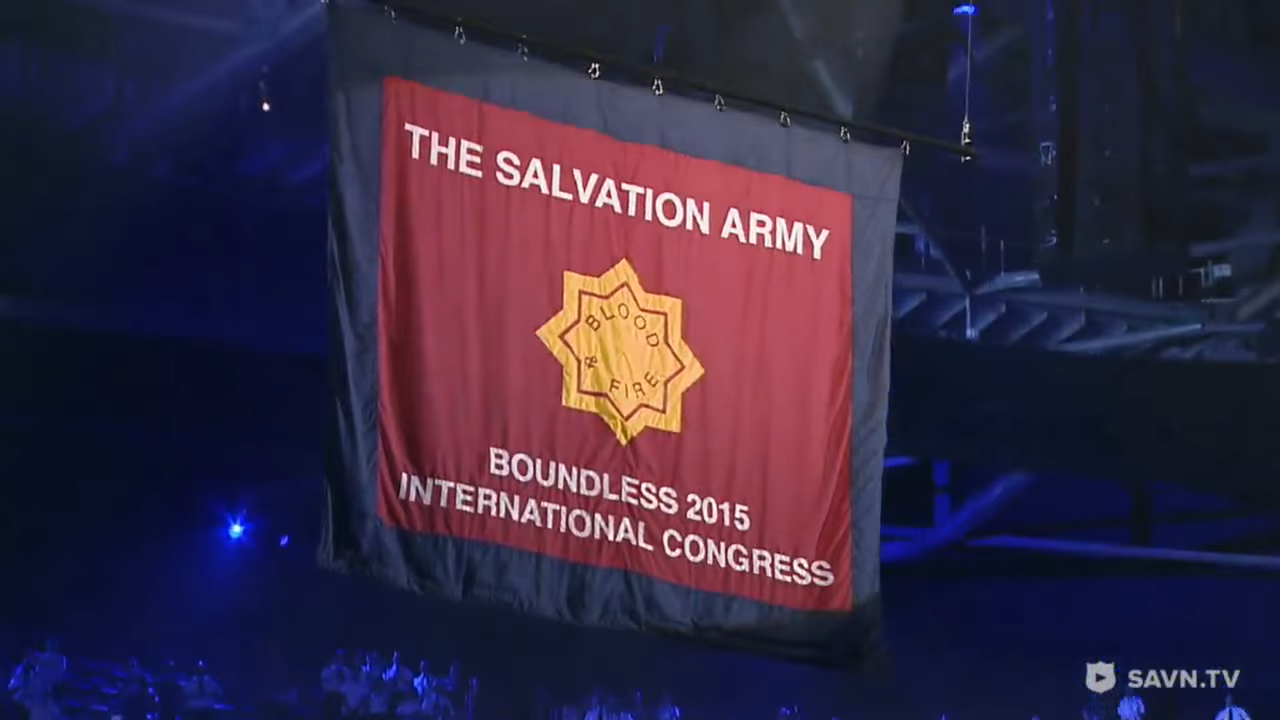 THE SALVATION ARMY
BLOOD
& FIRE
BOUNDLESS 2015
INTERNATIONAL CONGRESS
SAVN.TV